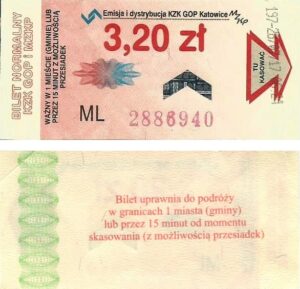 BILET NORMALNY
KZK GOP i MZKP
WAŻNY W 1 MIEŚCIE (GMINIE) LUB
PRZEZ 15 MINUT Z MOŻLIWOŚCIĄ
PRZESIADEK
Emisja i dystrybucja KZK GOP Katowice
MZKP
3,20 zł
ML
2886940
TU
KASOWAĆ
Bilet uprawnia do podróży
w granicach 1 miasta (gminy)
lub przez 15 minut od momentu
skasowania (z możliwością przesiadek)